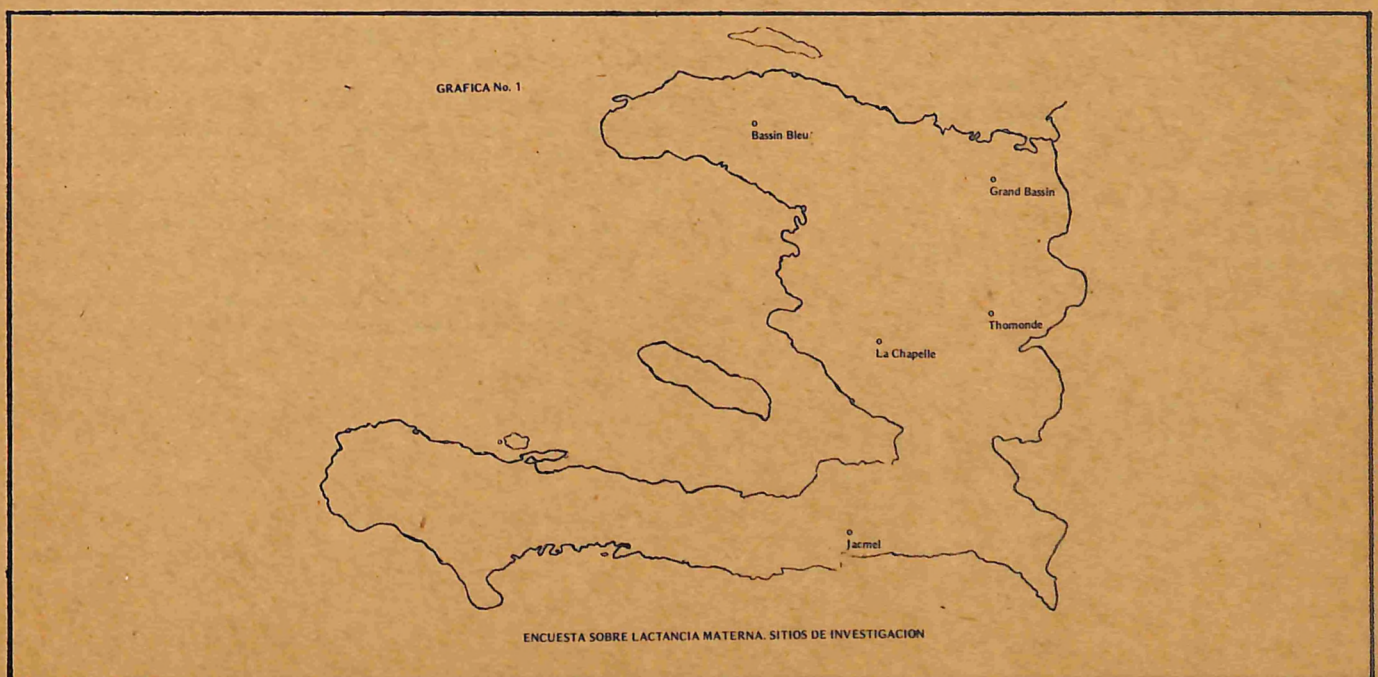 GRAFICA No. 1
Bassin Bleu
Grand Bassin
Thomonde
La Chapelle
Jacmel
ENCUESTA SOBRE LACTANCIA MATERNA. SITIOS DE INVESTIGACION